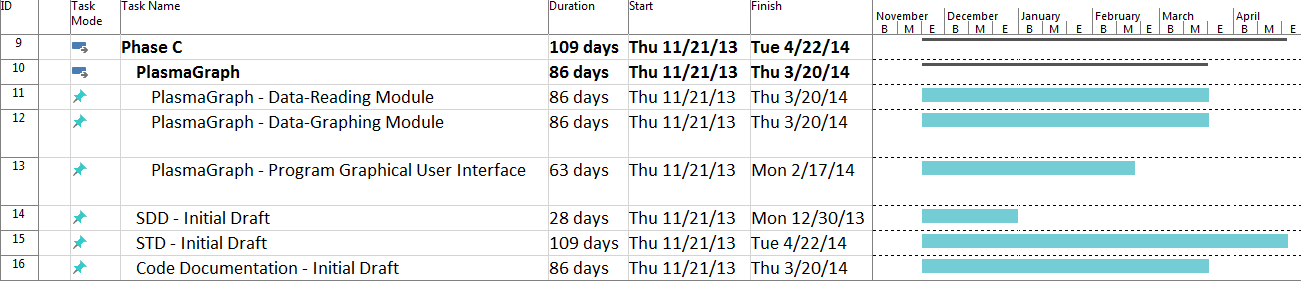 ID Task Mode Task Name Duration Start Finish
November December January February March April
B M E B M E B M E B M E B M E B M E
9 Phase C 109 days Thu 11/21/13 Tue 4/22/14
10 PlasmaGraph 86 days Thu 11/21/13 Thu 3/20/14
11 PlasmaGraph - Data-Reading Module 86 days Thu 11/21/13 Thu 3/20/14
12 PlasmaGraph - Data-Graphing Module 86 days Thu 11/21/13 Thu 3/20/14
13 PlasmaGraph - Program Graphical User Interface 63 days Thu 11/21/13 Mon 2/17/14
14 SDD - Initial Draft 28 days Thu 11/21/13 Mon 12/30/13
15 STD - Initial Draft 109 days Thu 11/21/13 Tue 4/22/14
16 Code Documentation - Initial Draft 86 days Thu 11/21/13 Thu 3/20/14